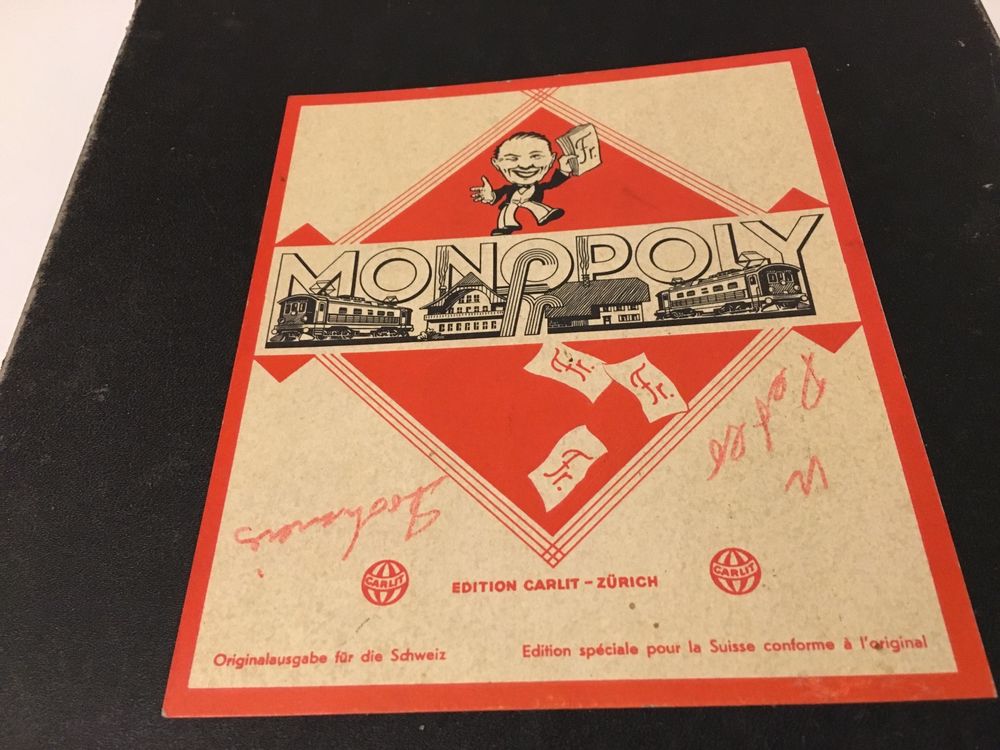 Fr.
MONOPOLY
Fr
Fr.
Fr.
Fr.
CARLIT
EDITION CARLIT - ZÜRICH
CARLIT
Originalausgabe für die Schweiz
Edition spéciale pour la Suisse conforme à l'original